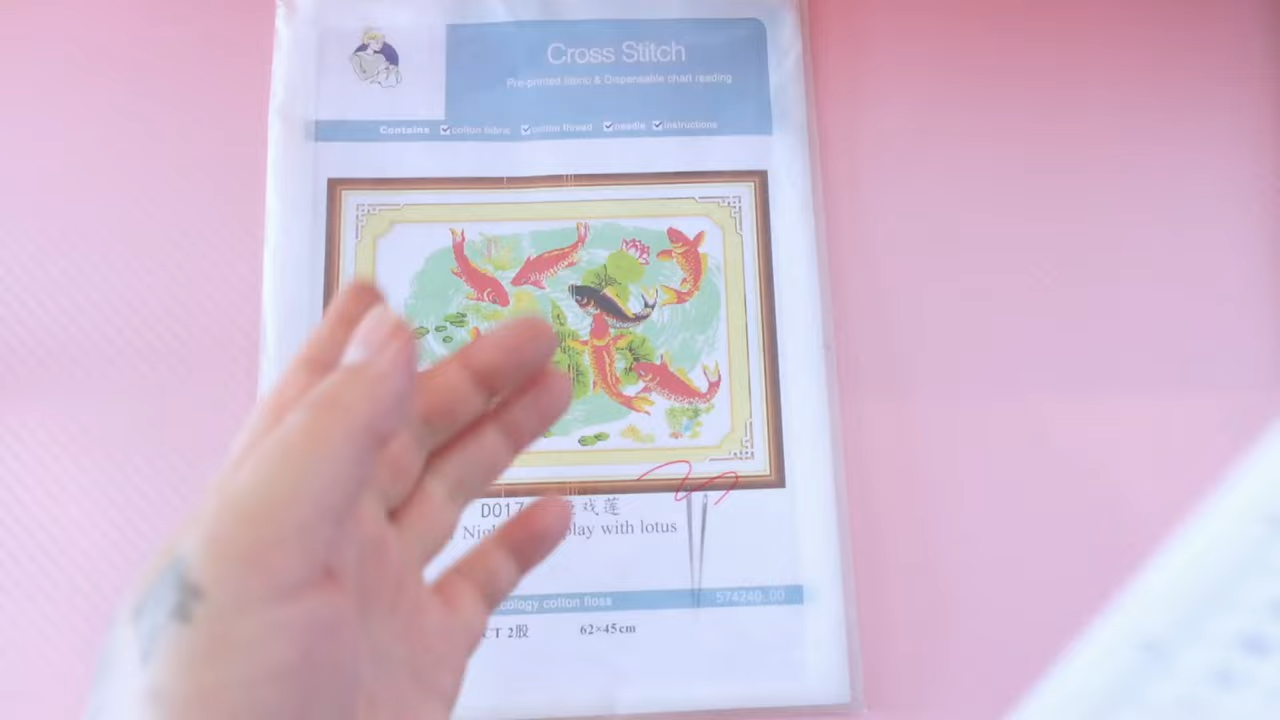 Cross Stitch
Pre-printed fabric & Dispensable chart reading
Contains cotton fabric cotton thread needle instructions
D017 戏莲
play with lotus
cology cotton floss 574240.00
CT 2股 62×45cm